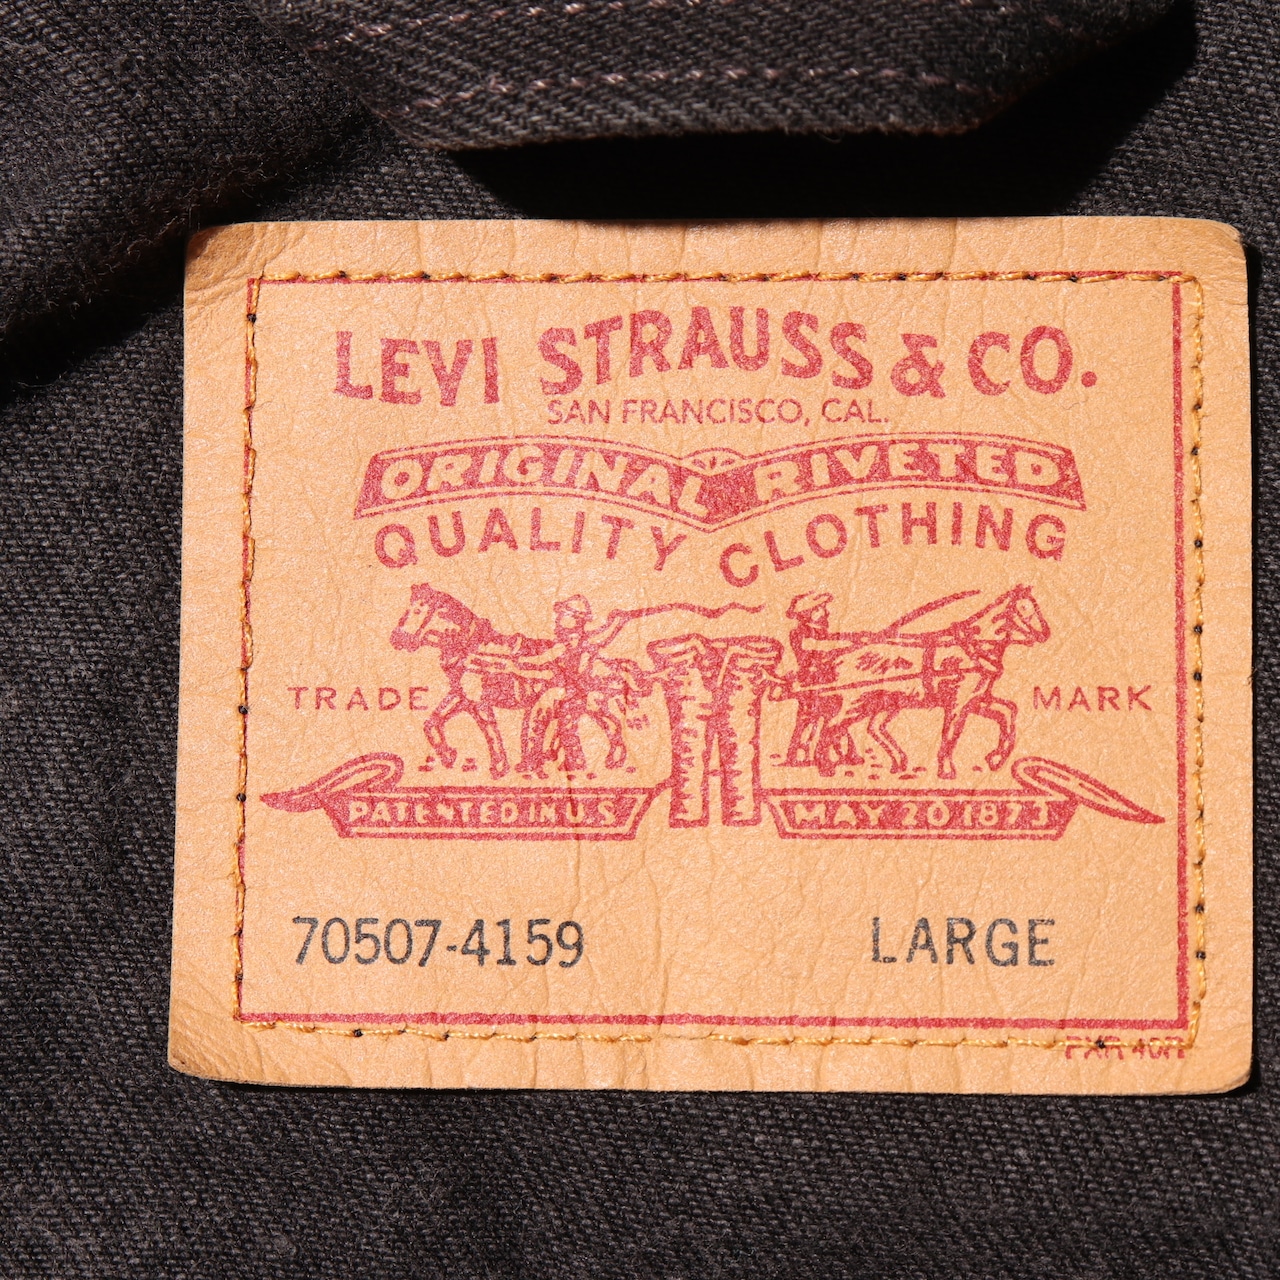 LEVI STRAUSS & CO.
SAN FRANCISCO, CAL.
ORIGINAL RIVETED
QUALITY CLOTHING
TRADE MARK
PATENTED IN U.S. MAY 20 1873
70507-4159 LARGE